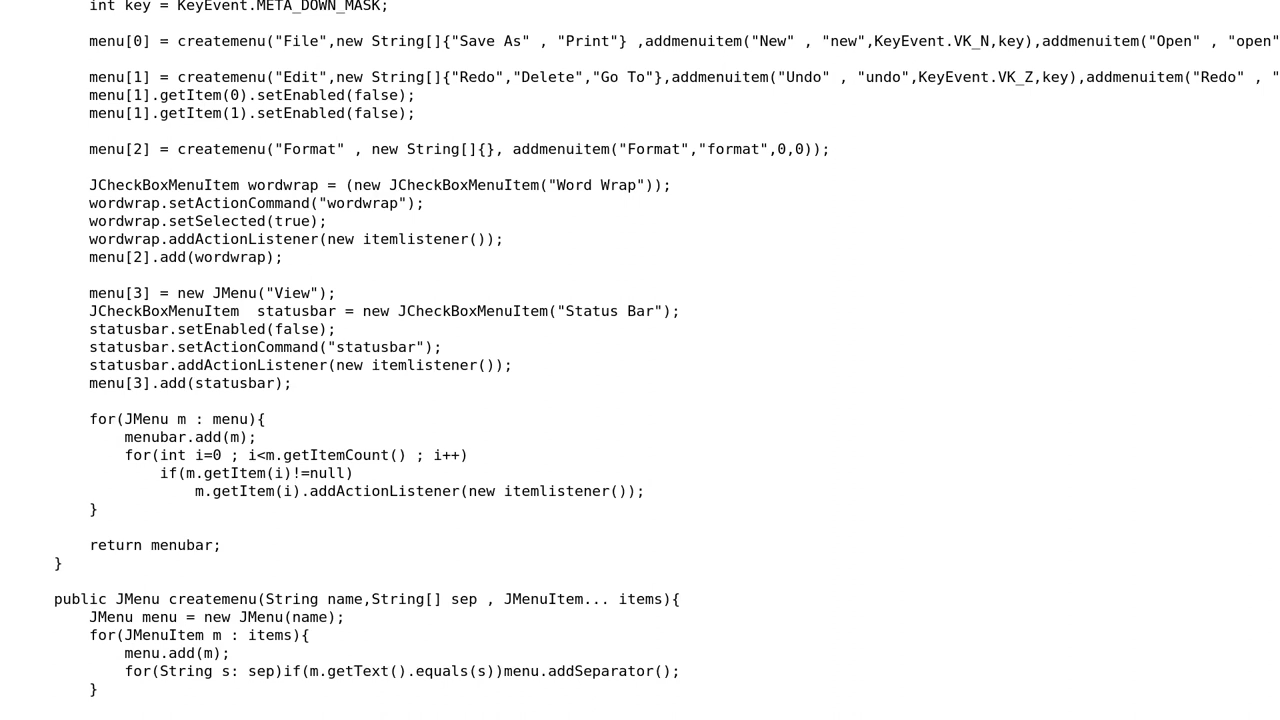 int key = KeyEvent.META_DOWN_MASK;
menu[0] = createmenu("File",new String[]{"Save As" , "Print"} ,addmenuitem("New" , "new",KeyEvent.VK_N,key),addmenuitem("Open" , "open"
menu[1] = createmenu("Edit",new String[]{"Redo","Delete","Go To"},addmenuitem("Undo" , "undo",KeyEvent.VK_Z,key),addmenuitem("Redo" , "
menu[1].getItem(0).setEnabled(false);
menu[1].getItem(1).setEnabled(false);
menu[2] = createmenu("Format" , new String[]{}, addmenuitem("Format","format",0,0));
JCheckBoxMenuItem wordwrap = (new JCheckBoxMenuItem("Word Wrap"));
wordwrap.setActionCommand("wordwrap");
wordwrap.setSelected(true);
wordwrap.addActionListener(new itemlistener());
menu[2].add(wordwrap);
menu[3] = new JMenu("View");
JCheckBoxMenuItem  statusbar = new JCheckBoxMenuItem("Status Bar");
statusbar.setEnabled(false);
statusbar.setActionCommand("statusbar");
statusbar.addActionListener(new itemlistener());
menu[3].add(statusbar);
for(JMenu m : menu){
menubar.add(m);
for(int i=0 ; i<m.getItemCount() ; i++)
if(m.getItem(i)!=null)
m.getItem(i).addActionListener(new itemlistener());
}
return menubar;
}
public JMenu createmenu(String name,String[] sep , JMenuItem... items){
JMenu menu = new JMenu(name);
for(JMenuItem m : items){
menu.add(m);
for(String s: sep)if(m.getText().equals(s))menu.addSeparator();
}